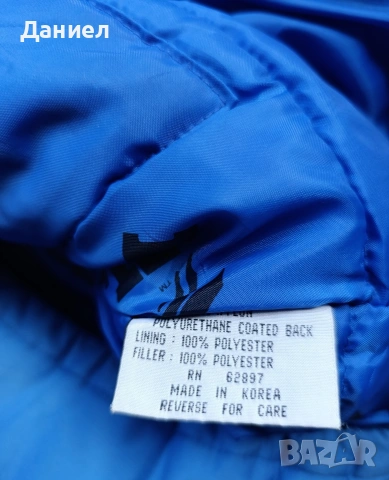 Даниел
POLYURETHANE COATED BACK
LINING : 100% POLYESTER
FILLER : 100% POLYESTER
RN 62897
MADE IN KOREA
REVERSE FOR CARE
BAZAR